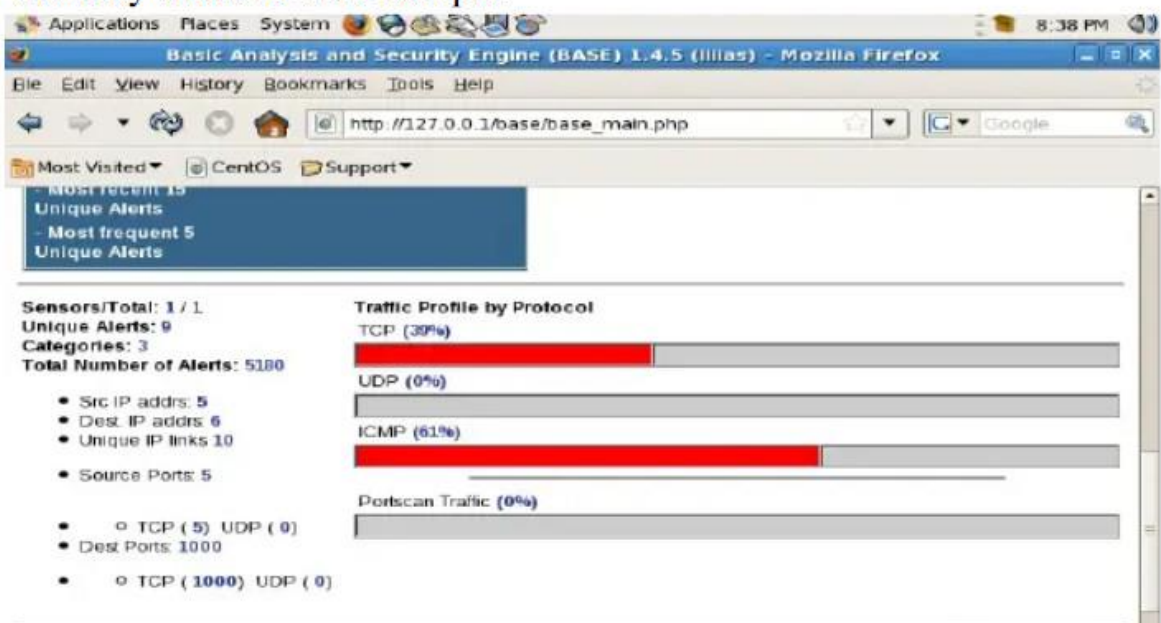 Applications Places System 8:38 PM
Basic Analysis and Security Engine (BASE) 1.4.5 (lilias) - Mozilla Firefox
File Edit View History Bookmarks Tools Help
http://127.0.0.1/base/base_main.php Google
Most Visited CentOS Support
- Most recent 15
Unique Alerts
- Most frequent 5
Unique Alerts
Sensors/Total: 1 / 1
Unique Alerts: 9
Categories: 3
Total Number of Alerts: 5180
Src IP addrs: 5
Dest. IP addrs: 6
Unique IP links 10
Source Ports: 5
TCP ( 5) UDP ( 0)
Dest Ports: 1000
TCP ( 1000) UDP ( 0)
Traffic Profile by Protocol
TCP (39%)
UDP (0%)
ICMP (61%)
Portscan Traffic (0%)